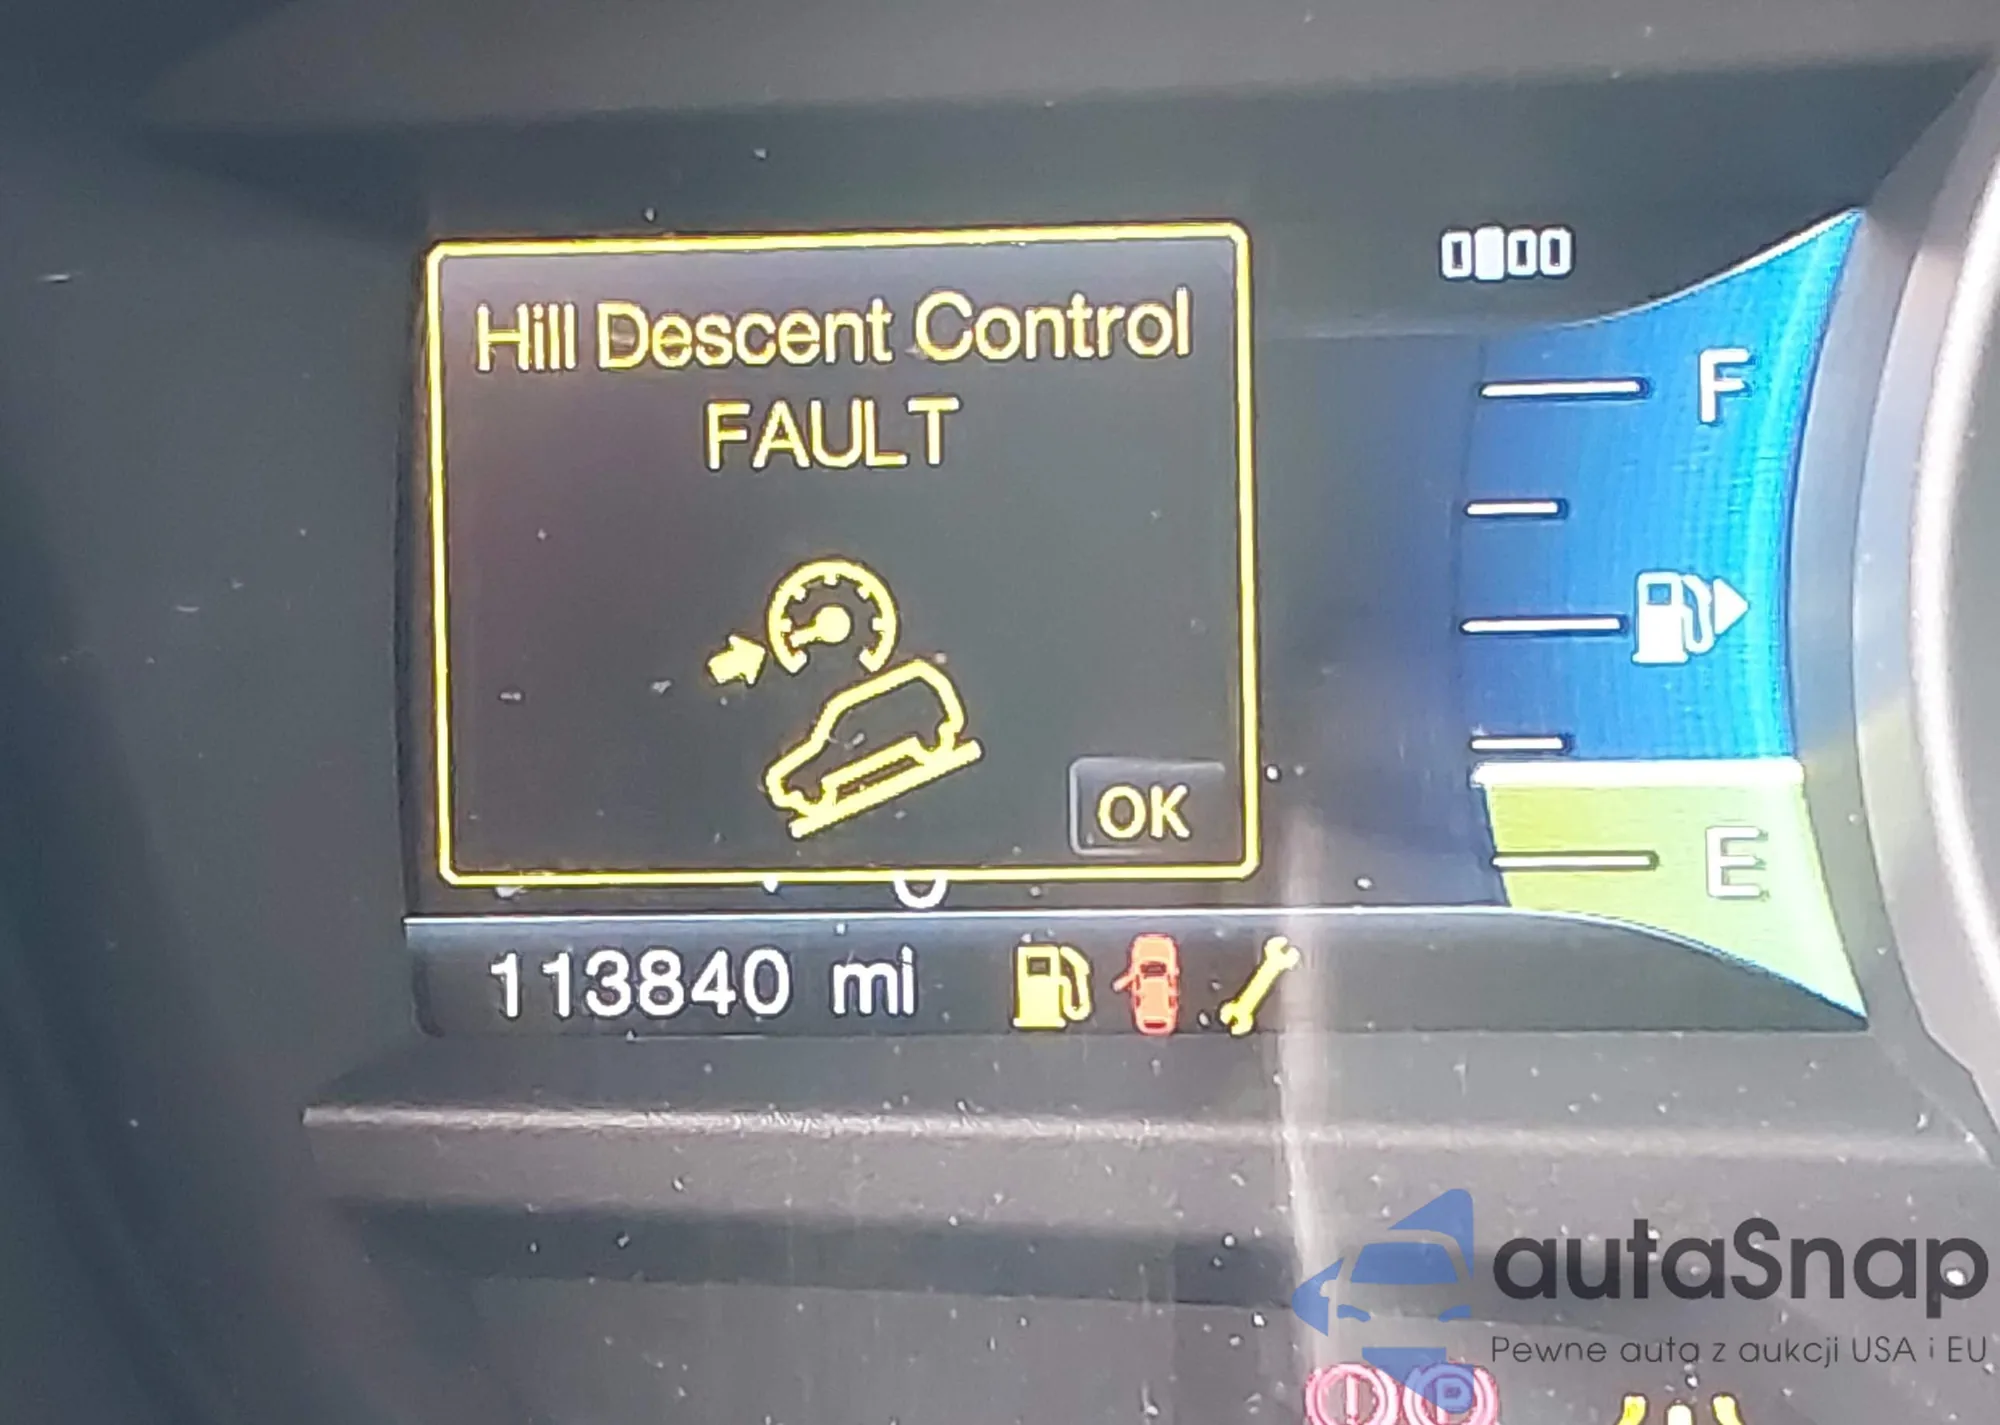 Hill Descent Control
FAULT
OK
F
E
113840 mi
autaSnap
Pewne auta z aukcji USA i EU
P